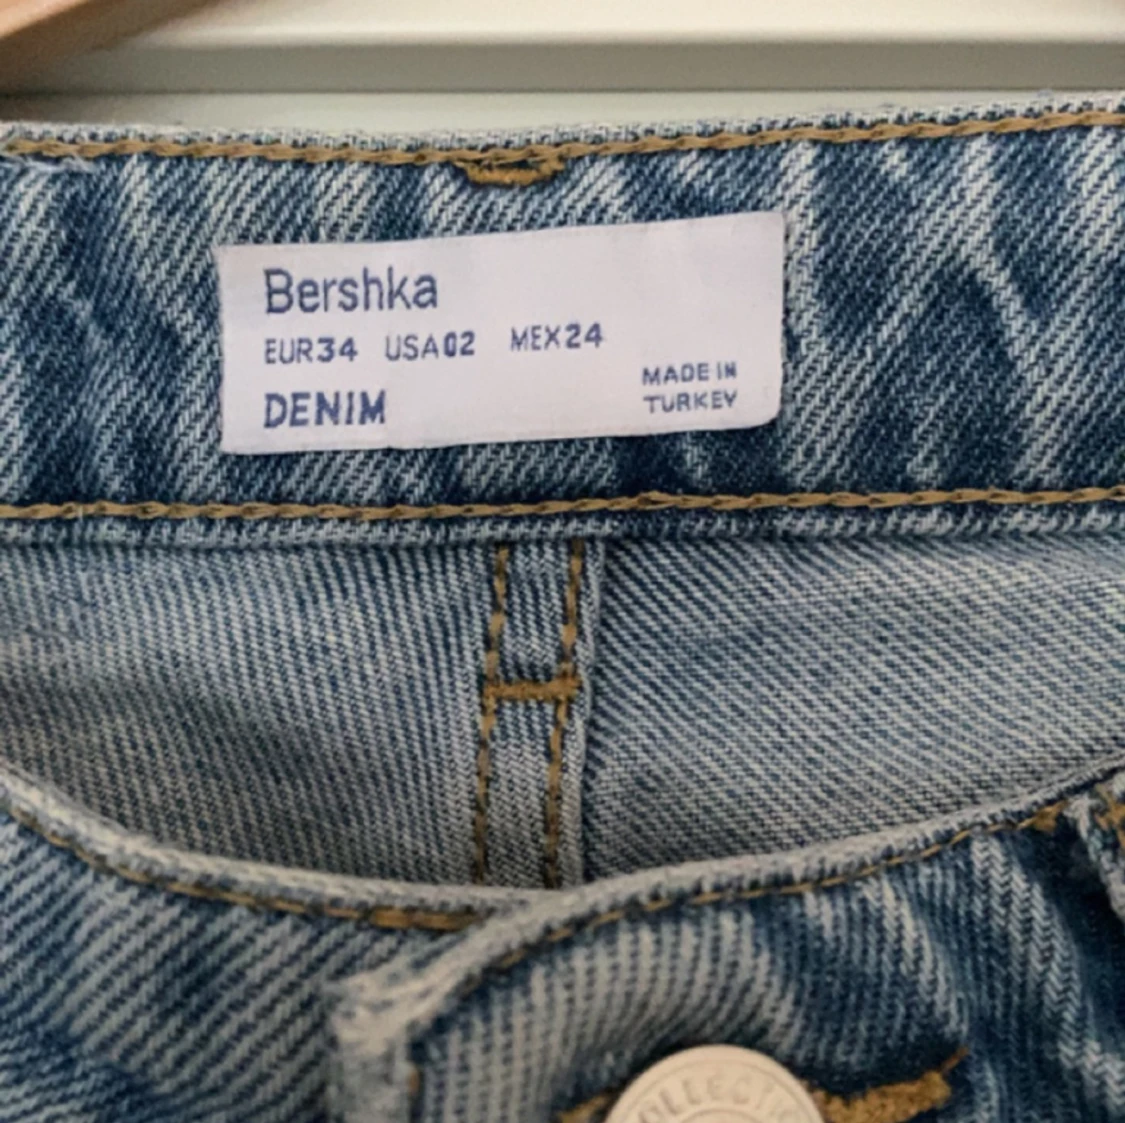 Bershka
EUR34 USA02 MEX24
DENIM
MADE IN
TURKEY